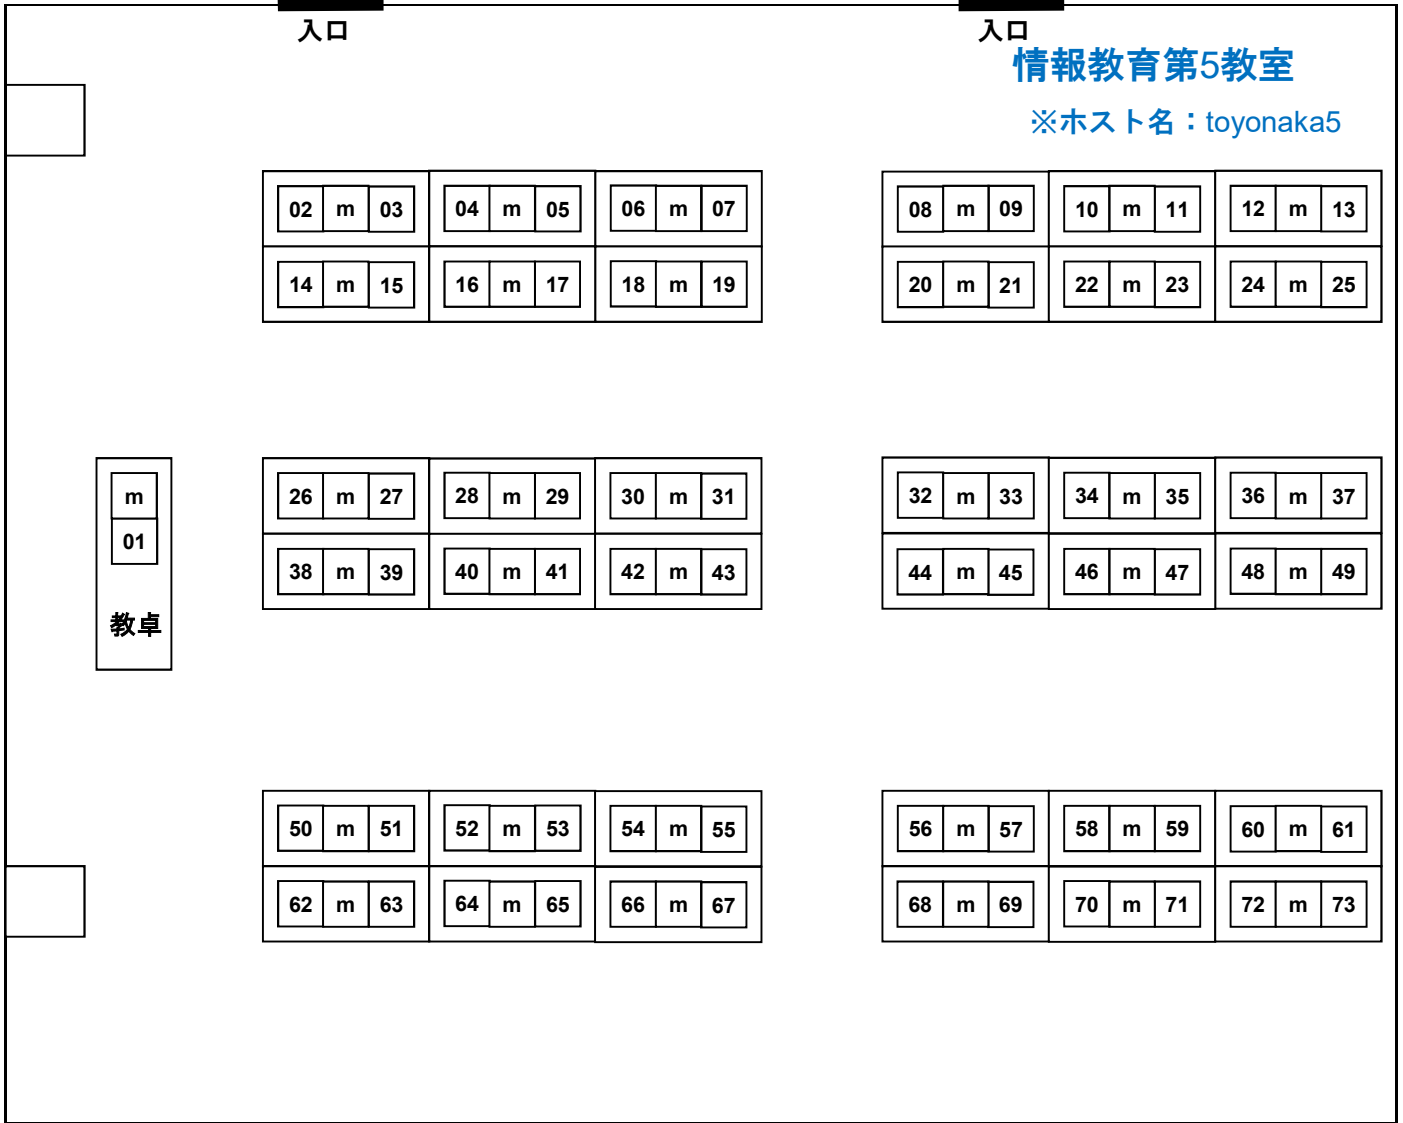 入口 入口
情報教育第5教室
※ホスト名：toyonaka5
02 m 03 04 m 05 06 m 07 08 m 09 10 m 11 12 m 13
14 m 15 16 m 17 18 m 19 20 m 21 22 m 23 24 m 25
m 26 m 27 28 m 29 30 m 31 32 m 33 34 m 35 36 m 37
01
38 m 39 40 m 41 42 m 43 44 m 45 46 m 47 48 m 49
教卓
50 m 51 52 m 53 54 m 55 56 m 57 58 m 59 60 m 61
62 m 63 64 m 65 66 m 67 68 m 69 70 m 71 72 m 73